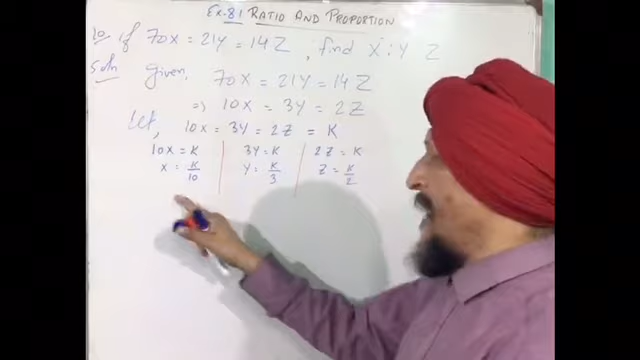 Ex-8.1 RATIO AND PROPORTION
10. If 70X = 21Y = 14Z, find X:Y Z
Soln Given, 70X = 21Y = 14Z
⇒ 10X = 3Y = 2Z
Let, 10X = 3Y = 2Z = K
10X = K | 3Y = K | 2Z = K
X = K/10 | Y = K/3 | Z = K/2